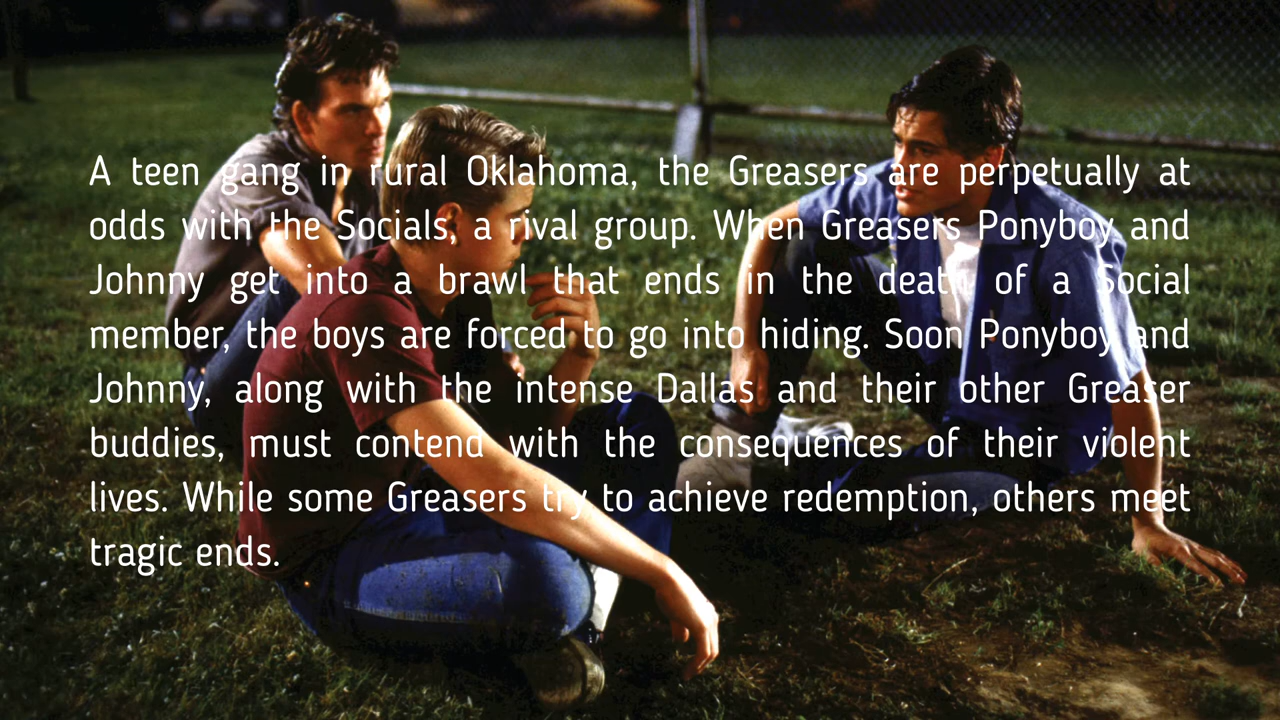 A teen gang in rural Oklahoma, the Greasers are perpetually at
odds with the Socials, a rival group. When Greasers Ponyboy and
Johnny get into a brawl that ends in the death of a Social
member, the boys are forced to go into hiding. Soon Ponyboy and
Johnny, along with the intense Dallas and their other Greaser
buddies, must contend with the consequences of their violent
lives. While some Greasers try to achieve redemption, others meet
tragic ends.